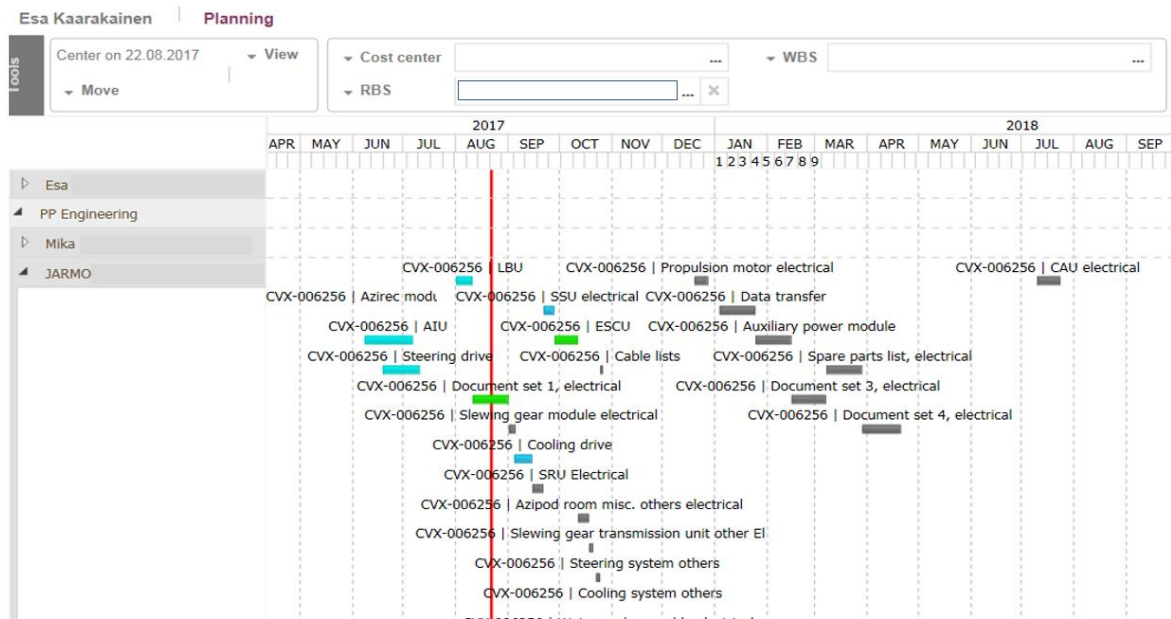 Esa Kaarakainen Planning
Tools
Center on 22.08.2017 View Cost center ... WBS ...
Move RBS ... ×
2017 2018
APR MAY JUN JUL AUG SEP OCT NOV DEC JAN FEB MAR APR MAY JUN JUL AUG SEP
1 2 3 4 5 6 7 8 9
Esa
PP Engineering
Mika
JARMO
CVX-006256 | LBU CVX-006256 | Propulsion motor electrical CVX-006256 | CAU electrical
CVX-006256 | Azirec modu CVX-006256 | SSU electrical CVX-006256 | Data transfer
CVX-006256 | AIU CVX-006256 | ESCU CVX-006256 | Auxiliary power module
CVX-006256 | Steering drive CVX-006256 | Cable lists CVX-006256 | Spare parts list, electrical
CVX-006256 | Document set 1, electrical CVX-006256 | Document set 3, electrical
CVX-006256 | Slewing gear module electrical CVX-006256 | Document set 4, electrical
CVX-006256 | Cooling drive
CVX-006256 | SRU Electrical
CVX-006256 | Azipod room misc. others electrical
CVX-006256 | Slewing gear transmission unit other El
CVX-006256 | Steering system others
CVX-006256 | Cooling system others